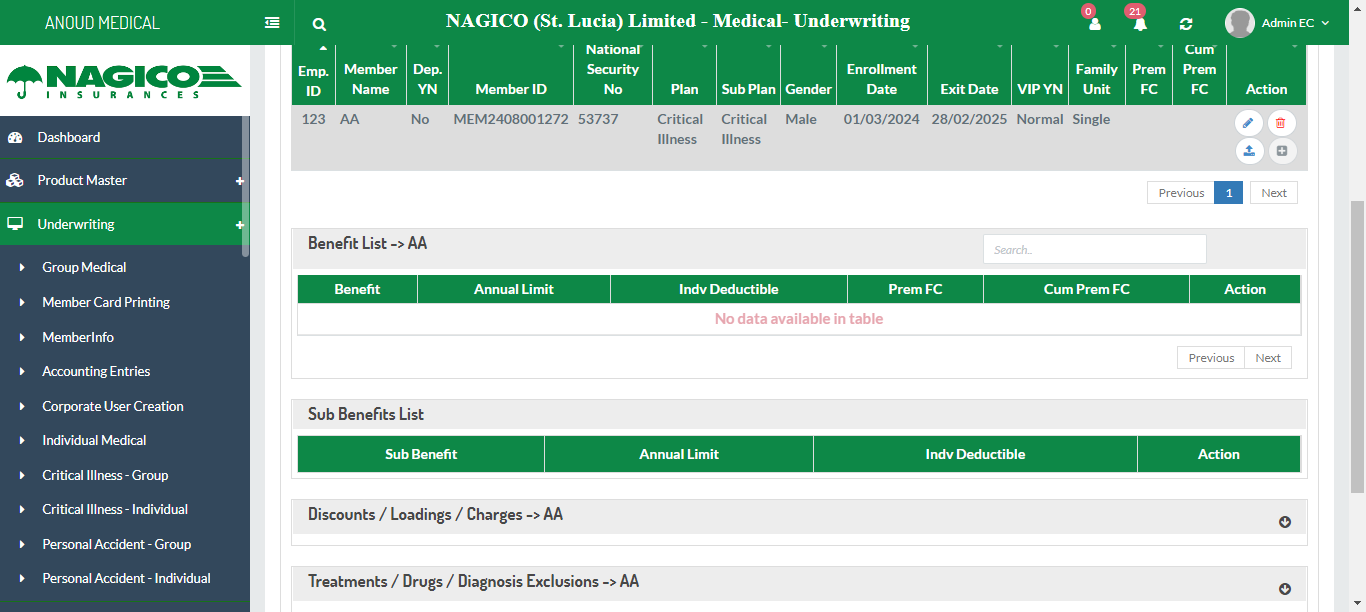 ANOUD MEDICAL
NAGICO (St. Lucia) Limited - Medical- Underwriting
0
21
Admin EC
NAGICO
INSURANCES
Dashboard
Product Master
Underwriting
Group Medical
Member Card Printing
MemberInfo
Accounting Entries
Corporate User Creation
Individual Medical
Critical Illness - Group
Critical Illness - Individual
Personal Accident - Group
Personal Accident - Individual
Emp. ID Member Name Dep. YN Member ID National Security No Plan Sub Plan Gender Enrollment Date Exit Date VIP YN Family Unit Prem FC Cum Prem FC Action
123 AA No MEM2408001272 53737 Critical Illness Critical Illness Male 01/03/2024 28/02/2025 Normal Single
Previous 1 Next
Benefit List -> AA
Search..
Benefit Annual Limit Indv Deductible Prem FC Cum Prem FC Action
No data available in table
Previous Next
Sub Benefits List
Sub Benefit Annual Limit Indv Deductible Action
Discounts / Loadings / Charges -> AA
Treatments / Drugs / Diagnosis Exclusions -> AA